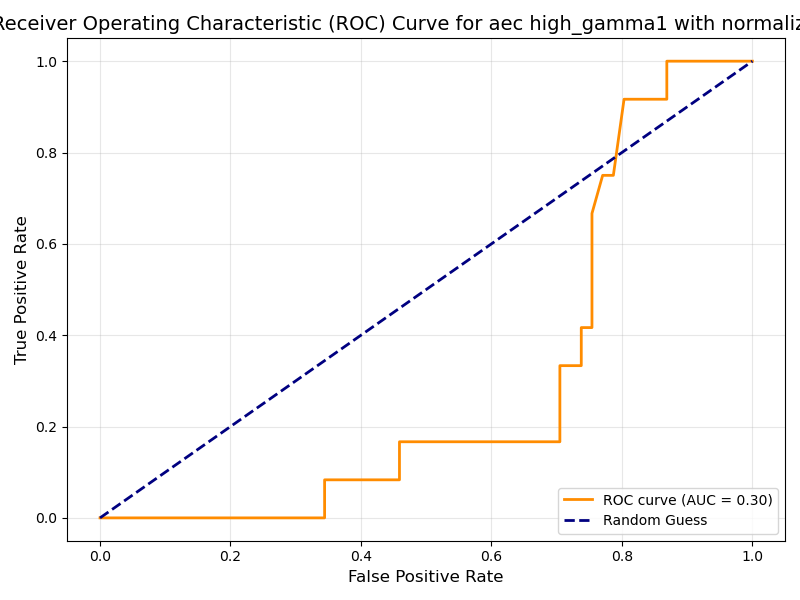 Receiver Operating Characteristic (ROC) Curve for aec high_gamma1 with normaliz
1.0
0.8
0.6
0.4
0.2
0.0
True Positive Rate
ROC curve (AUC = 0.30)
Random Guess
0.0 0.2 0.4 0.6 0.8 1.0
False Positive Rate